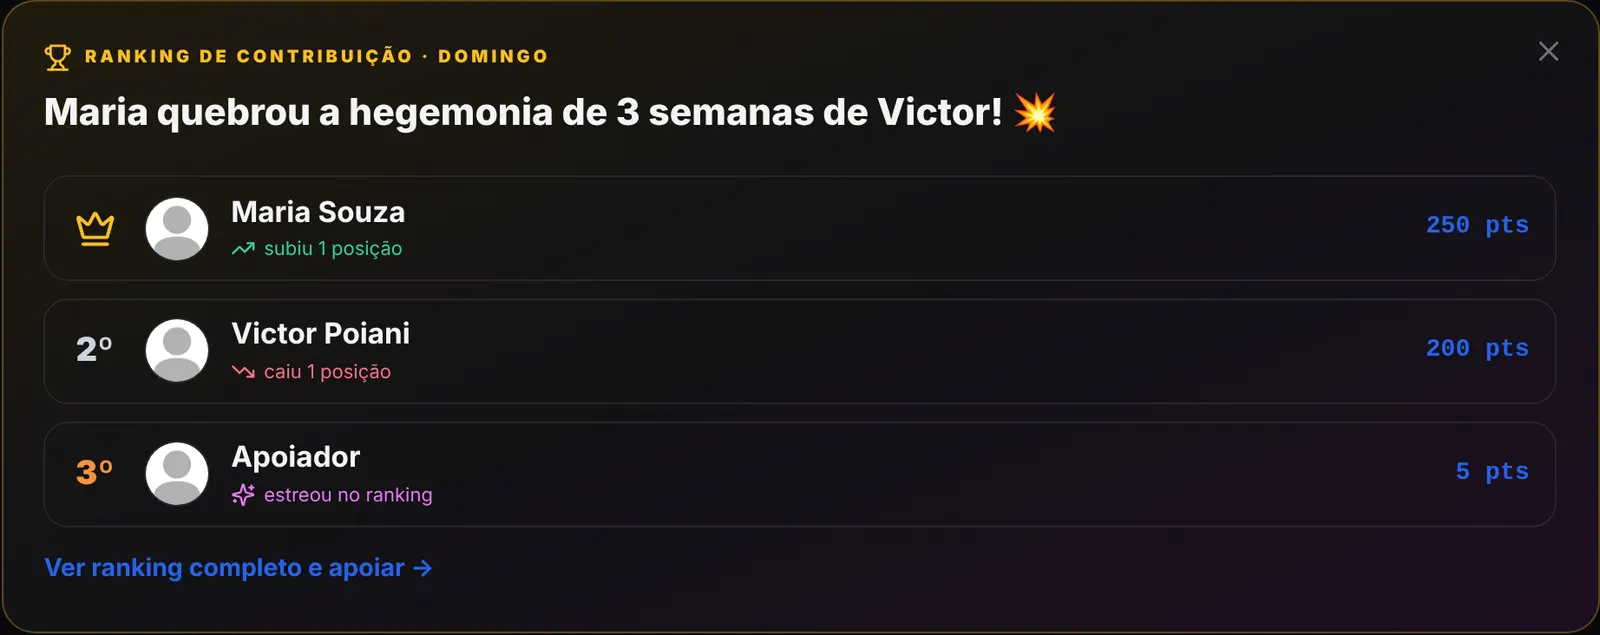 RANKING DE CONTRIBUIÇÃO · DOMINGO
Maria quebrou a hegemonia de 3 semanas de Victor! 💥
Maria Souza
subiu 1 posição
250 pts
2º
Victor Poiani
caiu 1 posição
200 pts
3º
Apoiador
estreou no ranking
5 pts
Ver ranking completo e apoiar →